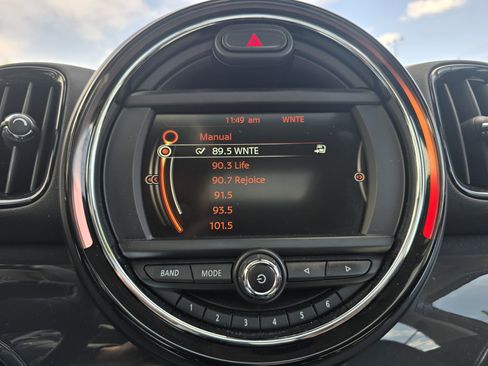 11:49 am WNTE
Manual
89.5 WNTE
90.3 Life
90.7 Rejoice
91.5
93.5
101.5
BAND MODE
1 2 3 4 5 6